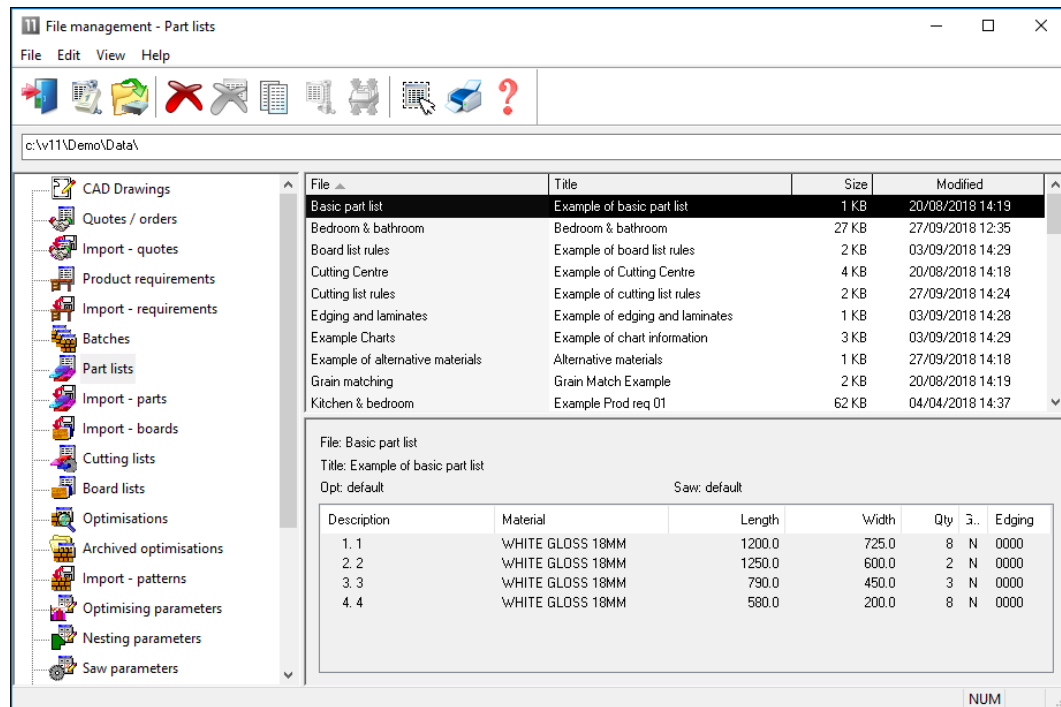 11 File management - Part lists
File Edit View Help
c:\v11\Demo\Data\
CAD Drawings
Quotes / orders
Import - quotes
Product requirements
Import - requirements
Batches
Part lists
Import - parts
Import - boards
Cutting lists
Board lists
Optimisations
Archived optimisations
Import - patterns
Optimising parameters
Nesting parameters
Saw parameters
File Title Size Modified
Basic part list Example of basic part list 1 KB 20/08/2018 14:19
Bedroom & bathroom Bedroom & bathroom 27 KB 27/09/2018 12:35
Board list rules Example of board list rules 2 KB 03/09/2018 14:29
Cutting Centre Example of Cutting Centre 4 KB 20/08/2018 14:18
Cutting list rules Example of cutting list rules 2 KB 27/09/2018 14:24
Edging and laminates Example of edging and laminates 1 KB 03/09/2018 14:28
Example Charts Example of chart information 3 KB 03/09/2018 14:29
Example of alternative materials Alternative materials 1 KB 27/09/2018 14:18
Grain matching Grain Match Example 2 KB 20/08/2018 14:19
Kitchen & bedroom Example Prod req 01 62 KB 04/04/2018 14:37
File: Basic part list
Title: Example of basic part list
Opt: default Saw: default
Description Material Length Width Qty Edging
1. 1 WHITE GLOSS 18MM 1200.0 725.0 8 N 0000
2. 2 WHITE GLOSS 18MM 1250.0 600.0 2 N 0000
3. 3 WHITE GLOSS 18MM 790.0 450.0 3 N 0000
4. 4 WHITE GLOSS 18MM 580.0 200.0 8 N 0000
NUM